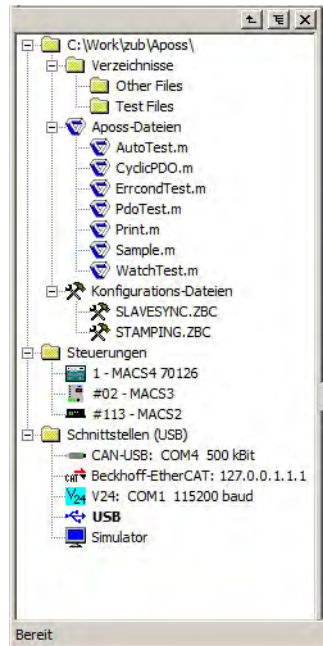 C:\Work\zub\Aposs\
Verzeichnisse
Other Files
Test Files
Aposs-Dateien
AutoTest.m
CyclicPDO.m
ErrcondTest.m
PdoTest.m
Print.m
Sample.m
WatchTest.m
Konfigurations-Dateien
SLAVESYNC.ZBC
STAMPING.ZBC
Steuerungen
1 - MACS4 70126
#02 - MACS3
#113 - MACS2
Schnittstellen (USB)
CAN-USB: COM4 500 kBit
CAN Beckhoff-EtherCAT: 127.0.0.1.1.1
V24 V24: COM1 115200 baud
USB
Simulator
Bereit